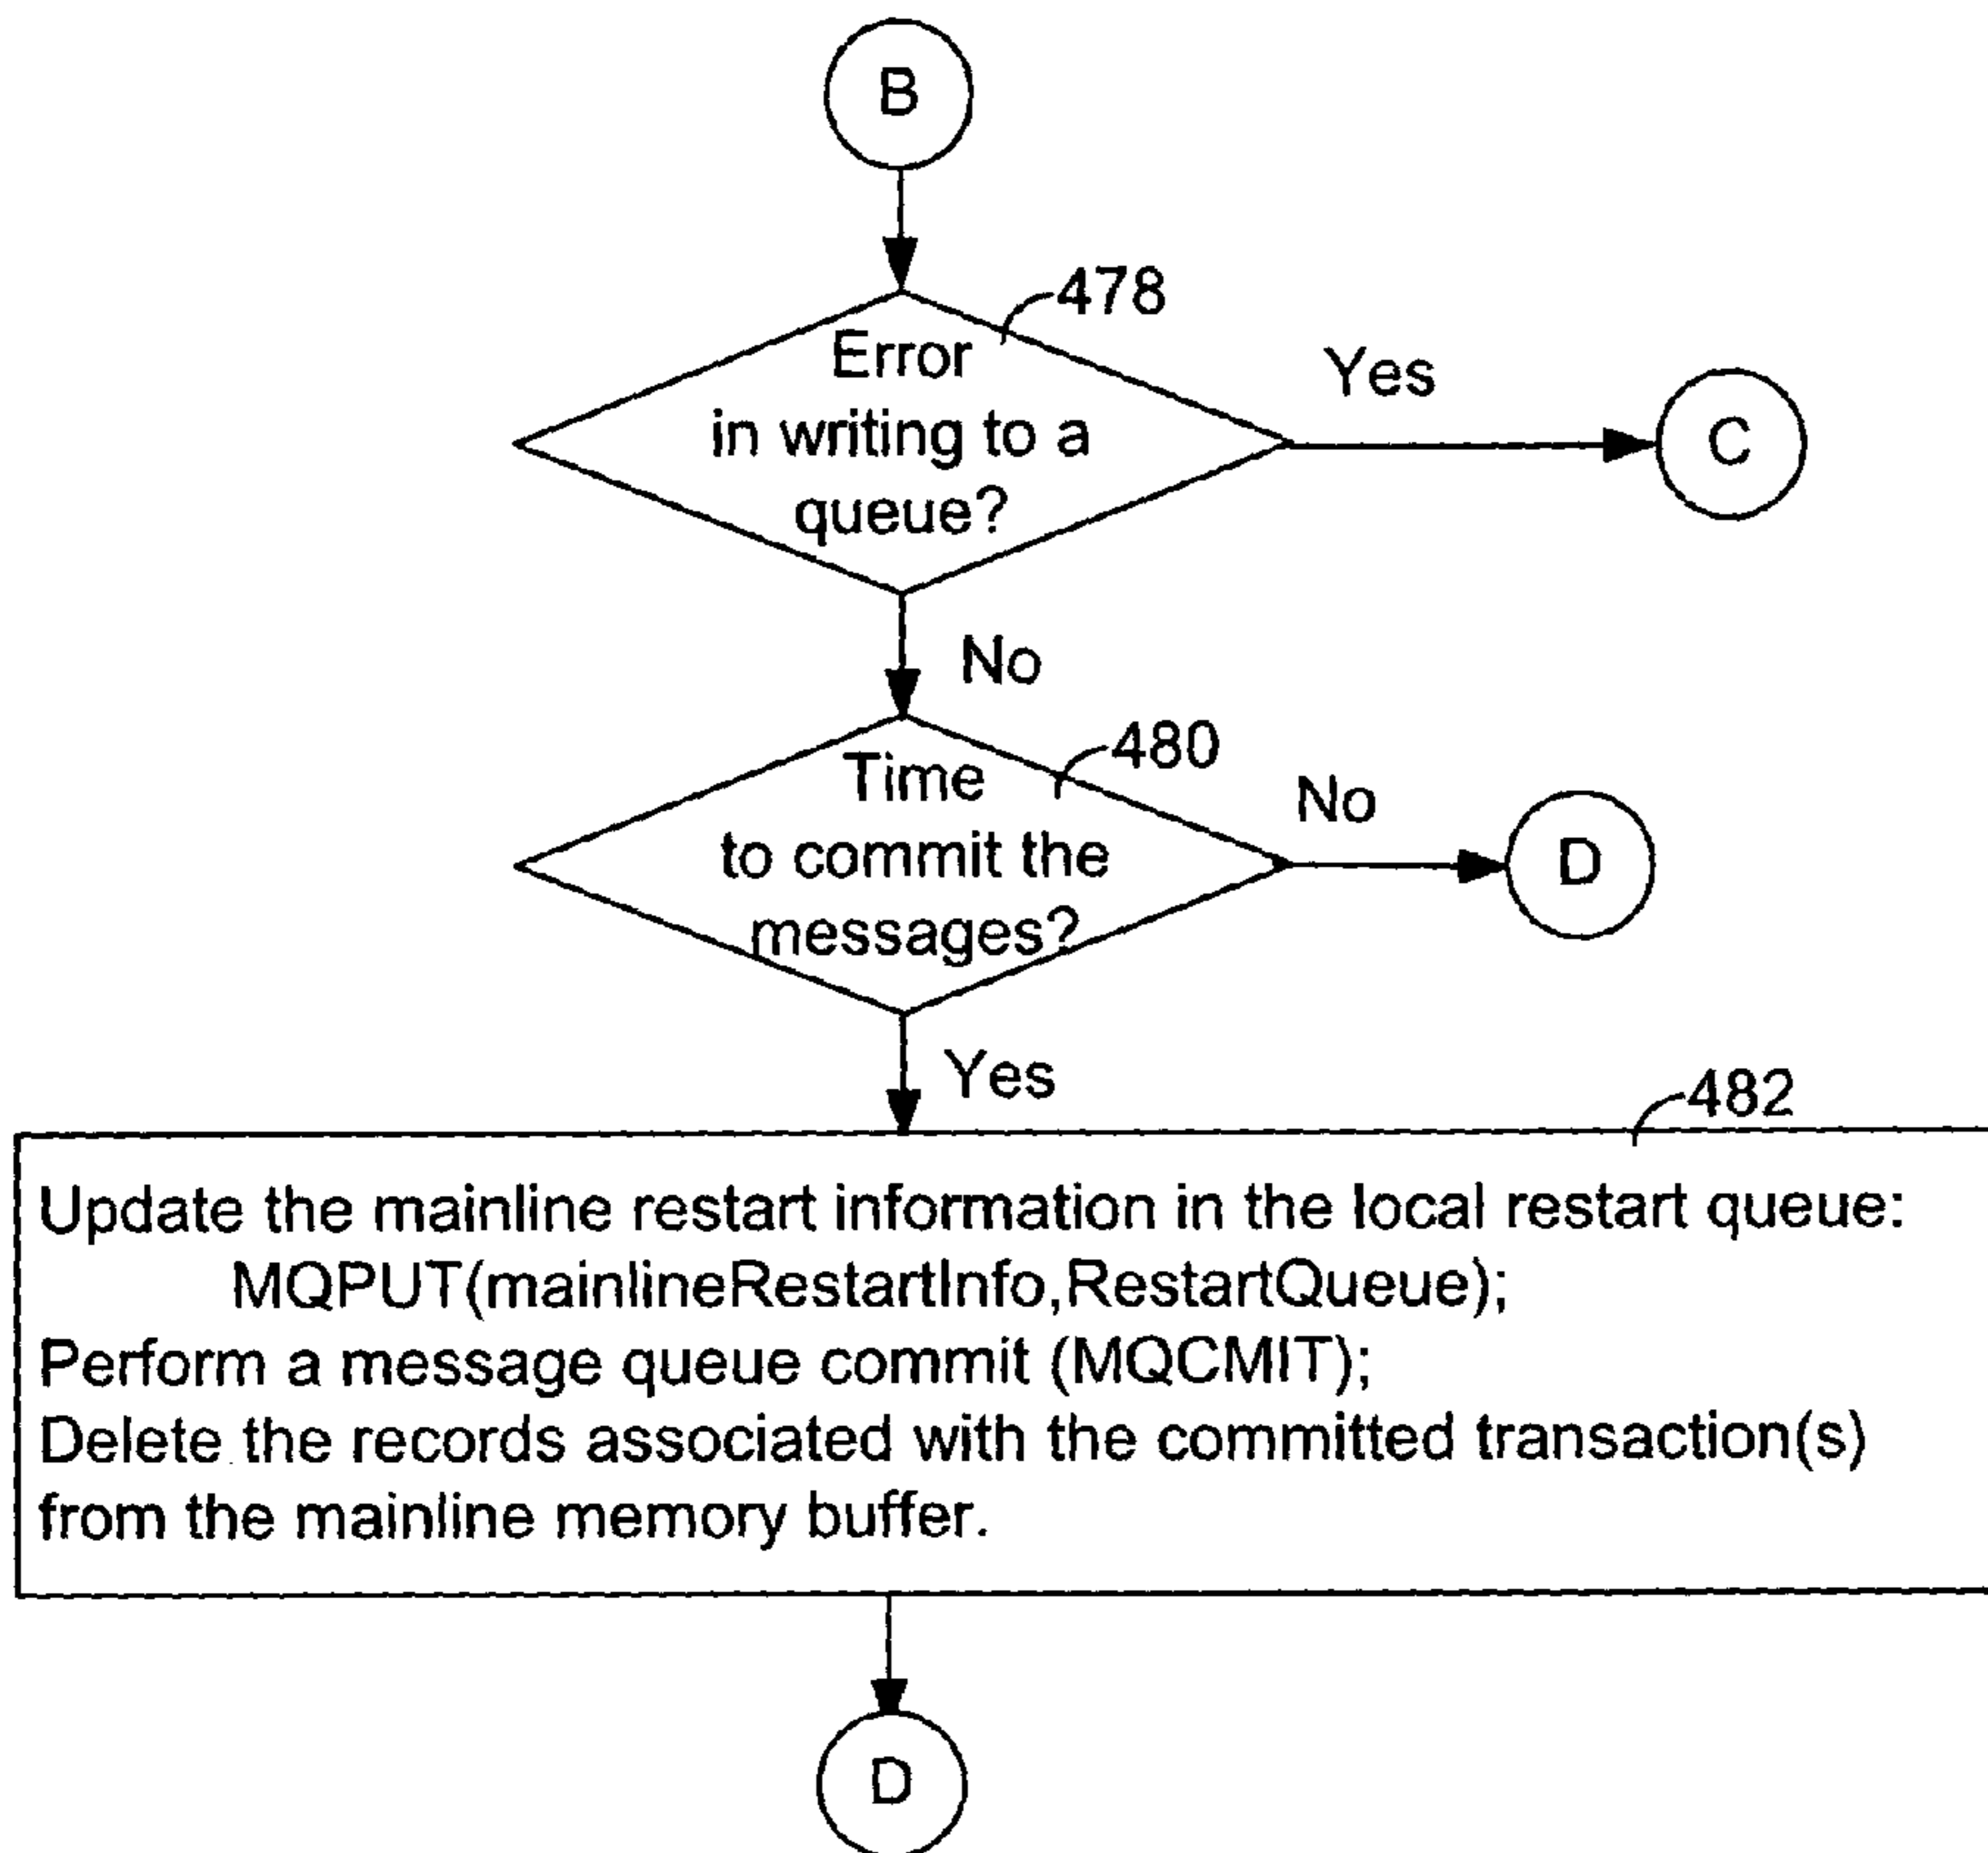 B
478
Error
in writing to a
queue?
Yes
C
No
480
Time
to commit the
messages?
No
D
Yes
482
Update the mainline restart information in the local restart queue:
MQPUT(mainlineRestartInfo,RestartQueue);
Perform a message queue commit (MQCMIT);
Delete the records associated with the committed transaction(s)
from the mainline memory buffer.
D